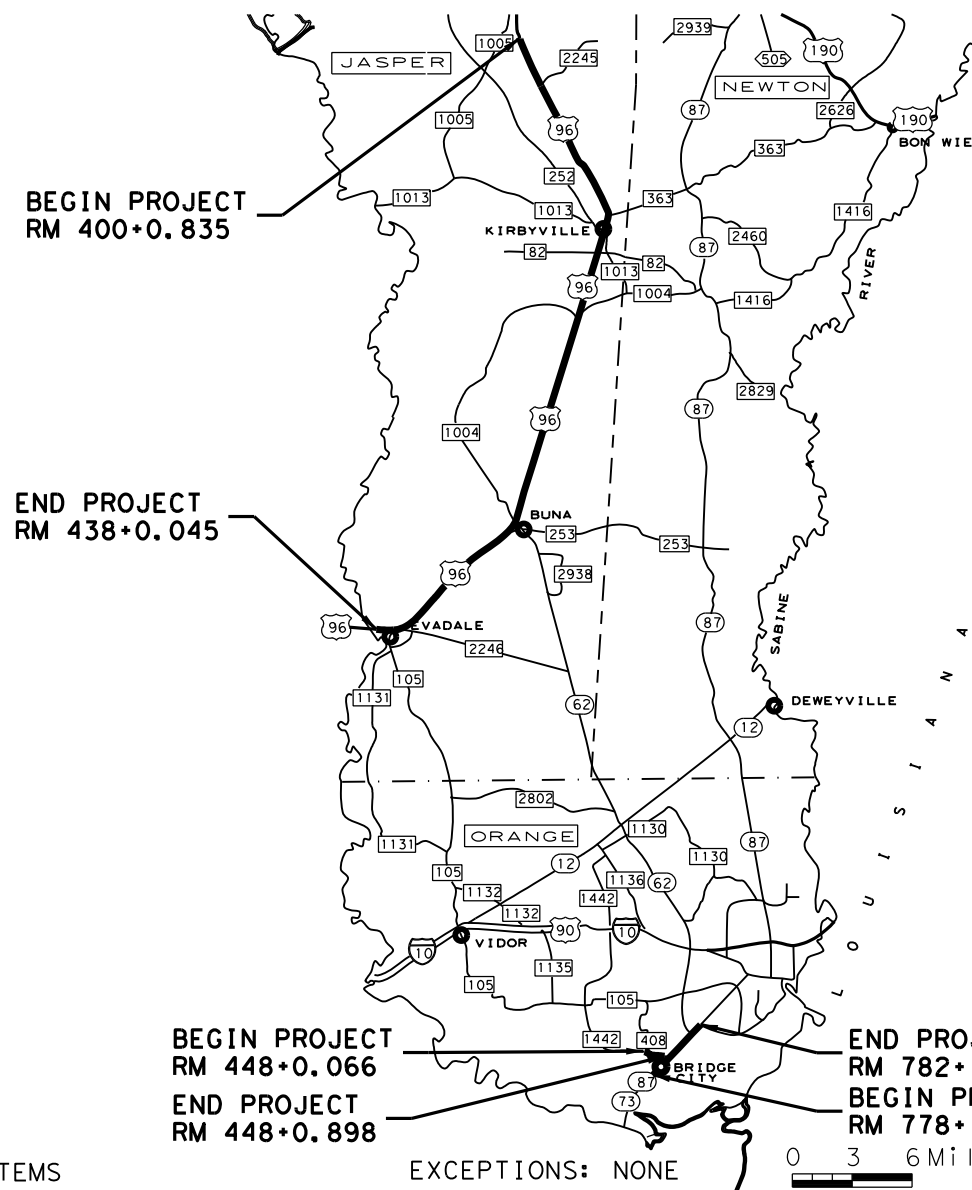 2939
190
1005
JASPER
2245
505
NEWTON
96
87
2626
190
1005
BON WIE
363
252
BEGIN PROJECT
RM 400+0.835
1013
1013
363
1416
KIRBYVILLE
2460
87
82
82
1013
RIVER
96
1004
1416
2829
87
96
1004
END PROJECT
RM 438+0.045
BUNA
253
253
2938
96
87
SABINE
96
EVADALE
2246
105
1131
62
DEWEYVILLE
12
LOUISIANA
2802
ORANGE
1130
87
1131
12
1130
105
1136
62
1132
1442
1132
90
10
VIDOR
10
1135
105
105
BEGIN PROJECT
RM 448+0.066
1442
408
END PROJ
RM 782+
BRIDGE
CITY
87
END PROJECT
RM 448+0.898
73
BEGIN P
RM 778+
TEMS
EXCEPTIONS: NONE
0 3 6 Mil